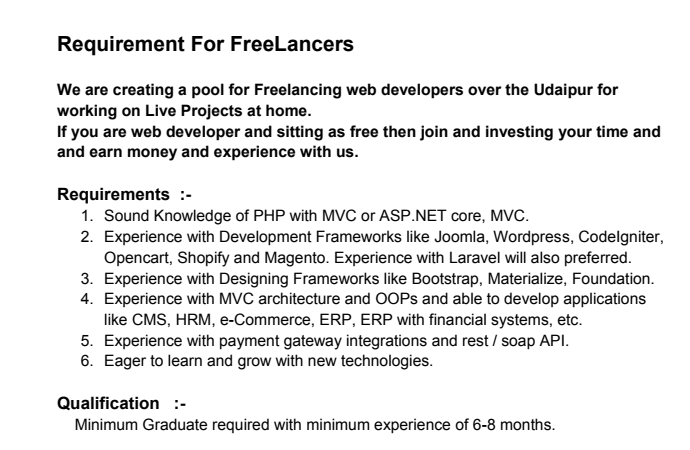 Requirement For FreeLancers
We are creating a pool for Freelancing web developers over the Udaipur for
working on Live Projects at home.
If you are web developer and sitting as free then join and investing your time and
and earn money and experience with us.
Requirements :-
1. Sound Knowledge of PHP with MVC or ASP.NET core, MVC.
2. Experience with Development Frameworks like Joomla, Wordpress, CodeIgniter,
Opencart, Shopify and Magento. Experience with Laravel will also preferred.
3. Experience with Designing Frameworks like Bootstrap, Materialize, Foundation.
4. Experience with MVC architecture and OOPs and able to develop applications
like CMS, HRM, e-Commerce, ERP, ERP with financial systems, etc.
5. Experience with payment gateway integrations and rest / soap API.
6. Eager to learn and grow with new technologies.
Qualification :-
Minimum Graduate required with minimum experience of 6-8 months.